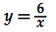 y = 6/x